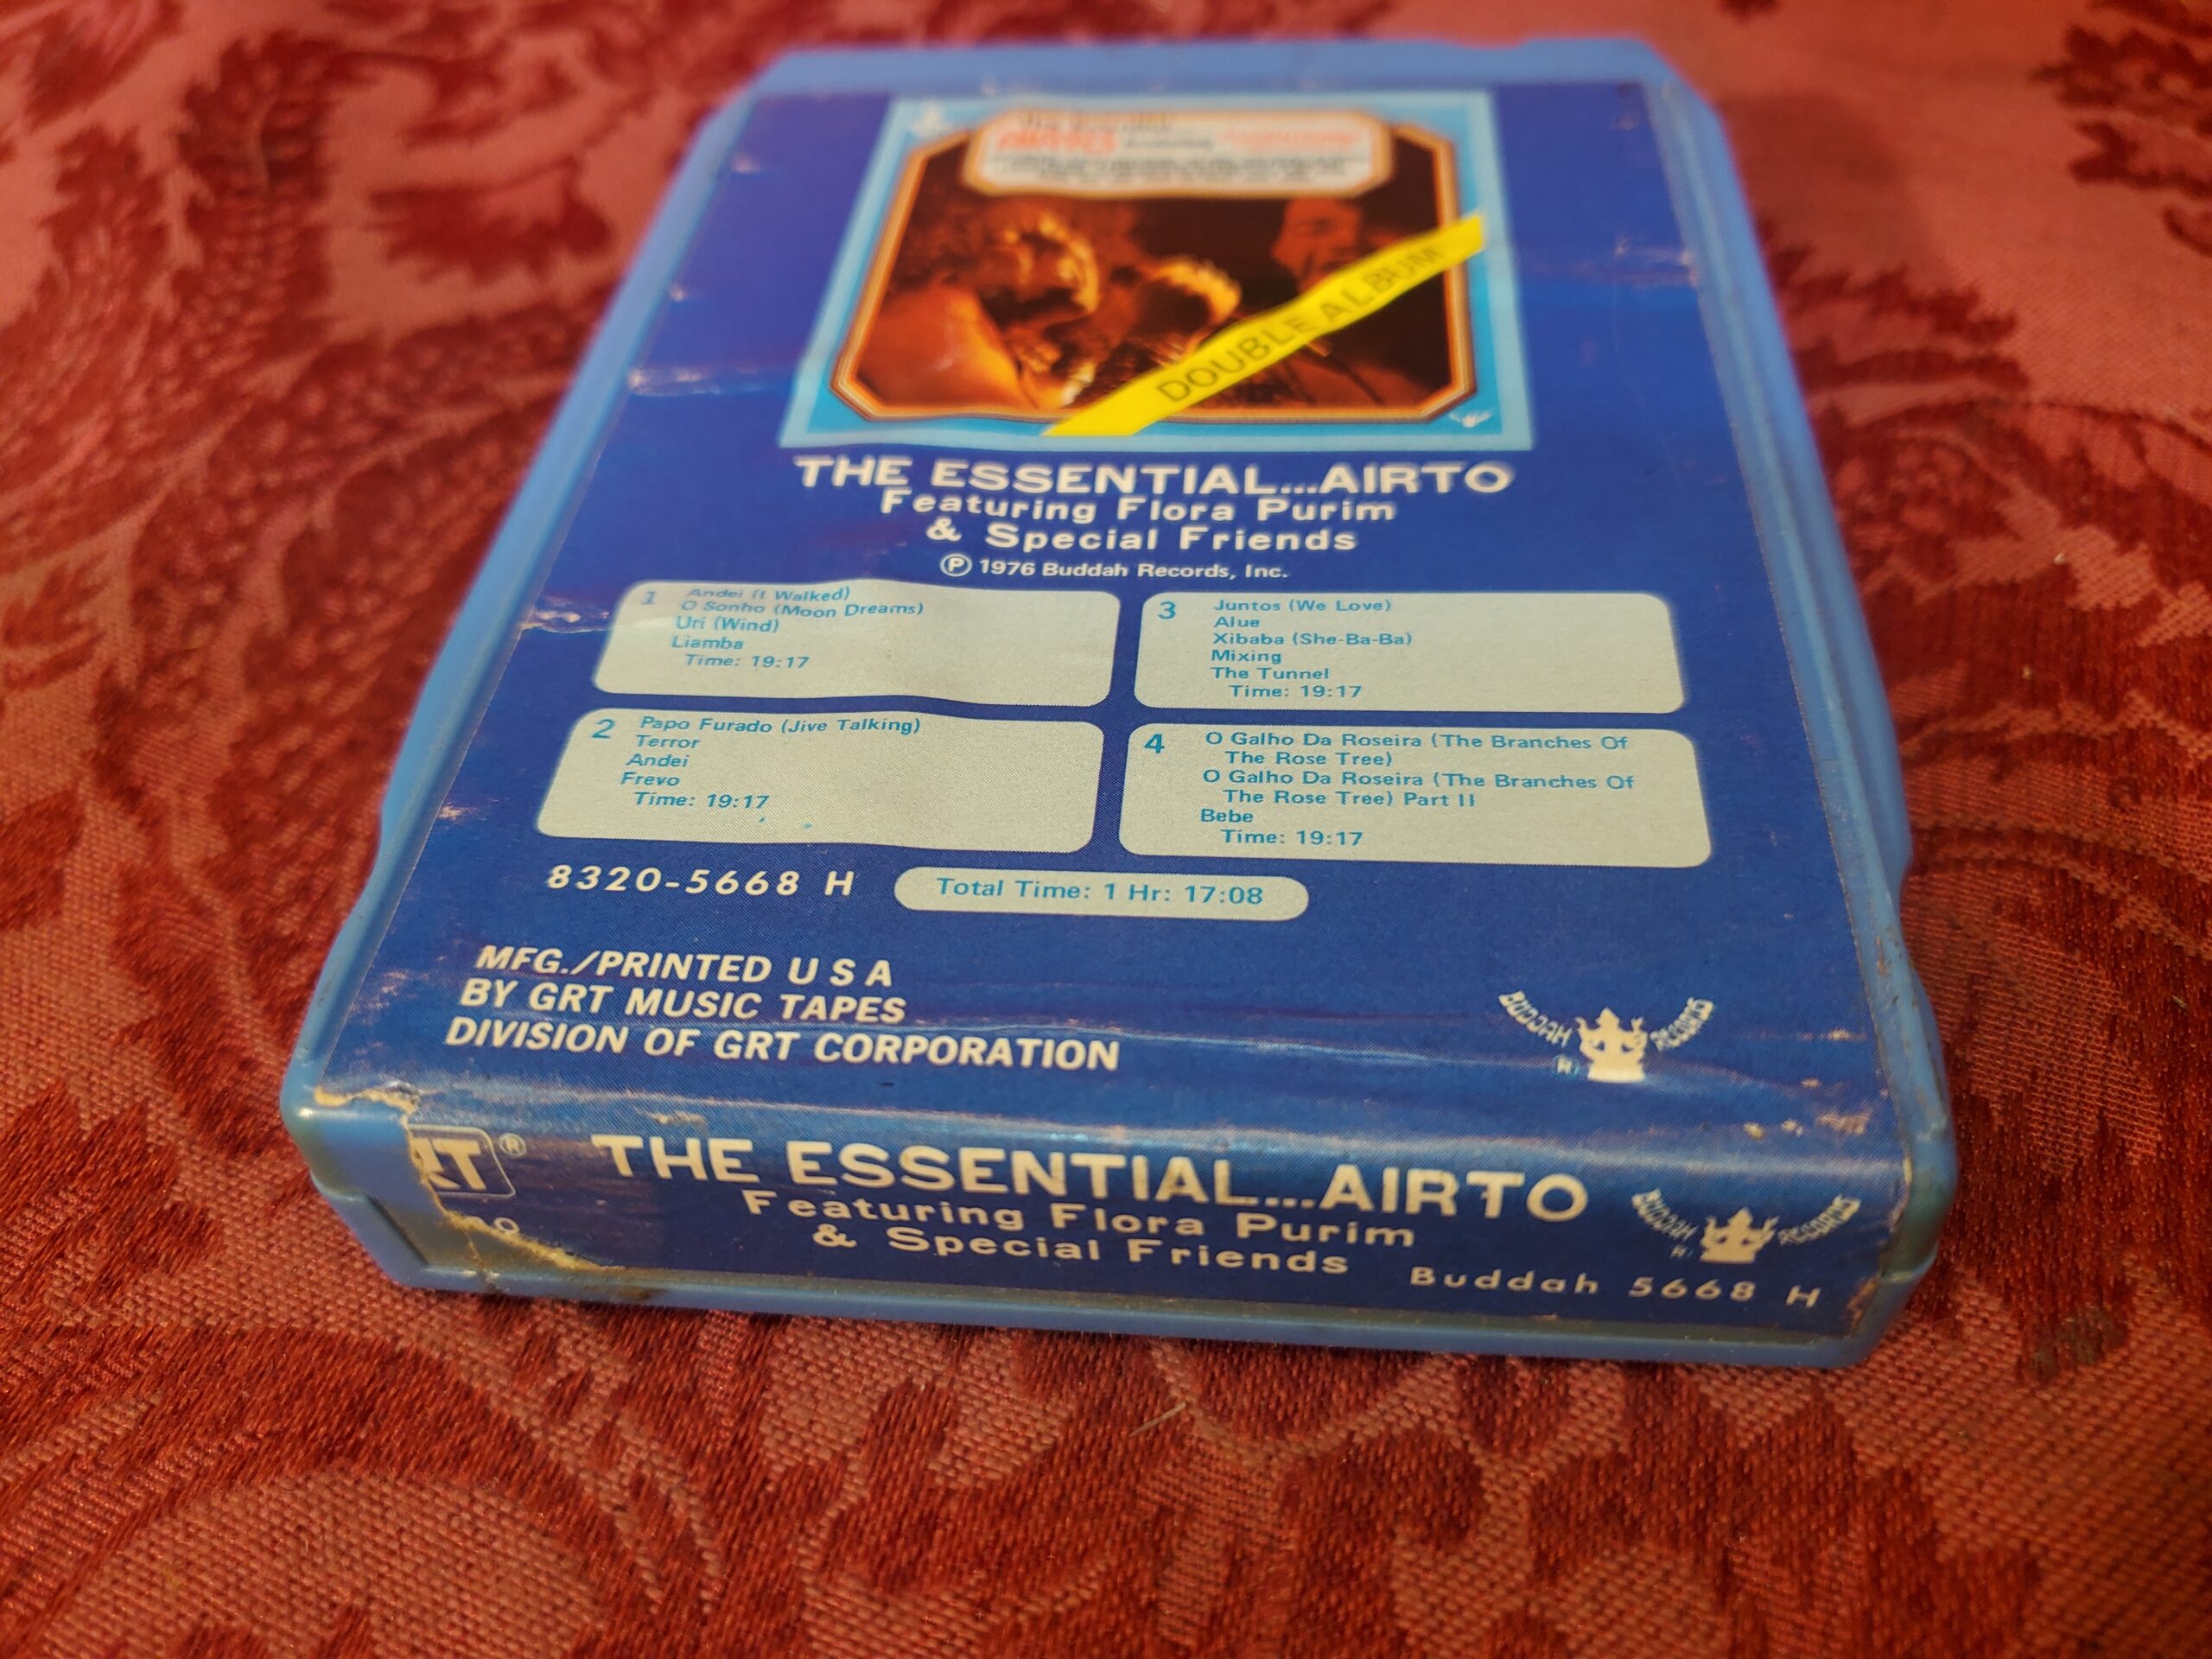 DOUBLE ALBUM
THE ESSENTIAL...AIRTO
Featuring Flora Purim
& Special Friends
Ⓟ 1976 Buddah Records, Inc.
1 Andei (I Walked)
O Sonho (Moon Dreams)
Uri (Wind)
Liamba
Time: 19:17
2 Papo Furado (Jive Talking)
Terror
Andei
Frevo
Time: 19:17
3 Juntos (We Love)
Alue
Xibaba (She-Ba-Ba)
Mixing
The Tunnel
Time: 19:17
4 O Galho Da Roseira (The Branches Of
The Rose Tree)
O Galho Da Roseira (The Branches Of
The Rose Tree) Part II
Bebe
Time: 19:17
8320-5668 H
Total Time: 1 Hr: 17:08
MFG./PRINTED U S A
BY GRT MUSIC TAPES
DIVISION OF GRT CORPORATION
BUDDAH RECORDS
®
THE ESSENTIAL...AIRTO
Featuring Flora Purim
& Special Friends
BUDDAH RECORDS
Buddah 5668 H